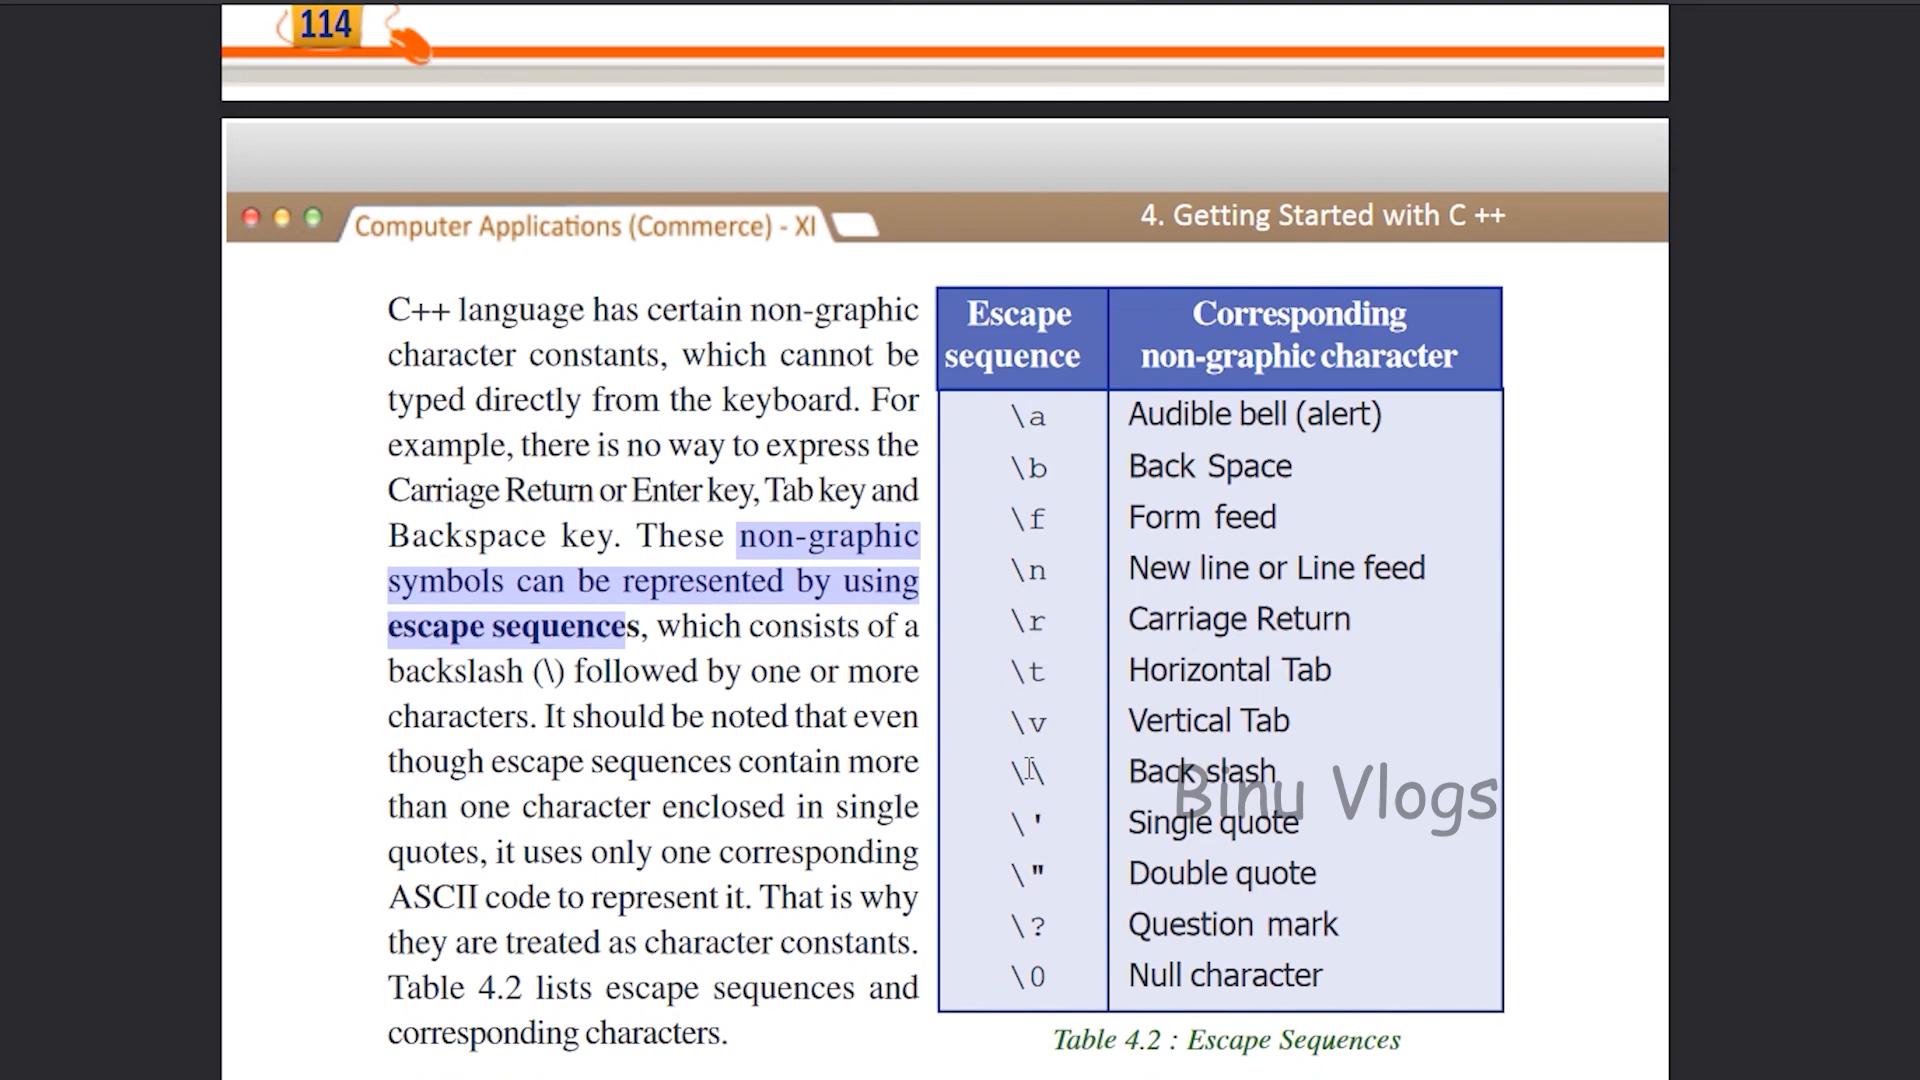 114
Computer Applications (Commerce) - XI
4. Getting Started with C ++
C++ language has certain non-graphic
character constants, which cannot be
typed directly from the keyboard. For
example, there is no way to express the
Carriage Return or Enter key, Tab key and
Backspace key. These non-graphic
symbols can be represented by using
escape sequences, which consists of a
backslash (\) followed by one or more
characters. It should be noted that even
though escape sequences contain more
than one character enclosed in single
quotes, it uses only one corresponding
ASCII code to represent it. That is why
they are treated as character constants.
Table 4.2 lists escape sequences and
corresponding characters.
Escape sequence
Corresponding non-graphic character
\a Audible bell (alert)
\b Back Space
\f Form feed
\n New line or Line feed
\r Carriage Return
\t Horizontal Tab
\v Vertical Tab
\\ Back slash
Binu Vlogs
\' Single quote
\" Double quote
\? Question mark
\0 Null character
Table 4.2 : Escape Sequences